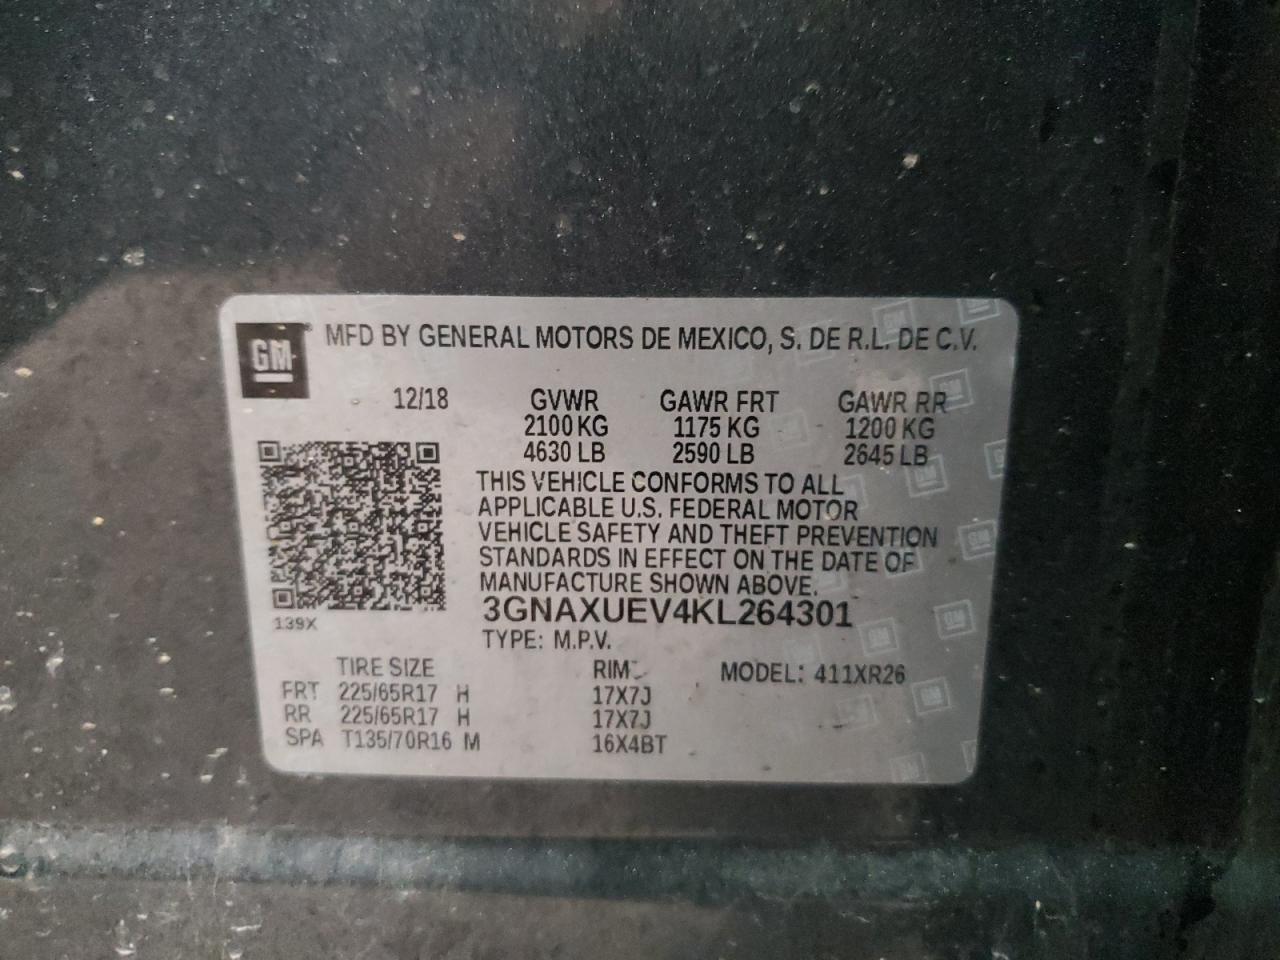 GM ® MFD BY GENERAL MOTORS DE MEXICO, S. DE R.L. DE C.V.
12/18 GVWR GAWR FRT GAWR RR
2100 KG 1175 KG 1200 KG
4630 LB 2590 LB 2645 LB
THIS VEHICLE CONFORMS TO ALL
APPLICABLE U.S. FEDERAL MOTOR
VEHICLE SAFETY AND THEFT PREVENTION
STANDARDS IN EFFECT ON THE DATE OF
MANUFACTURE SHOWN ABOVE.
3GNAXUEV4KL264301
139X
TYPE: M.P.V.
TIRE SIZE RIM MODEL: 411XR26
FRT 225/65R17 H 17X7J
RR 225/65R17 H 17X7J
SPA T135/70R16 M 16X4BT